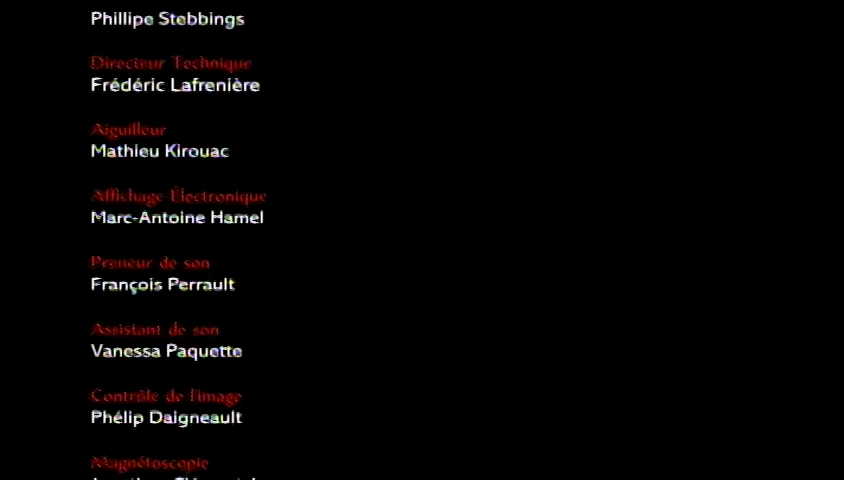 Phillipe Stebbings
Directeur Technique
Frédéric Lafrenière
Aiguilleur
Mathieu Kirouac
Affichage Électronique
Marc-Antoine Hamel
Preneur de son
François Perrault
Assistant de son
Vanessa Paquette
Contrôle de l'image
Phélip Daigneault
Magnétoscopie